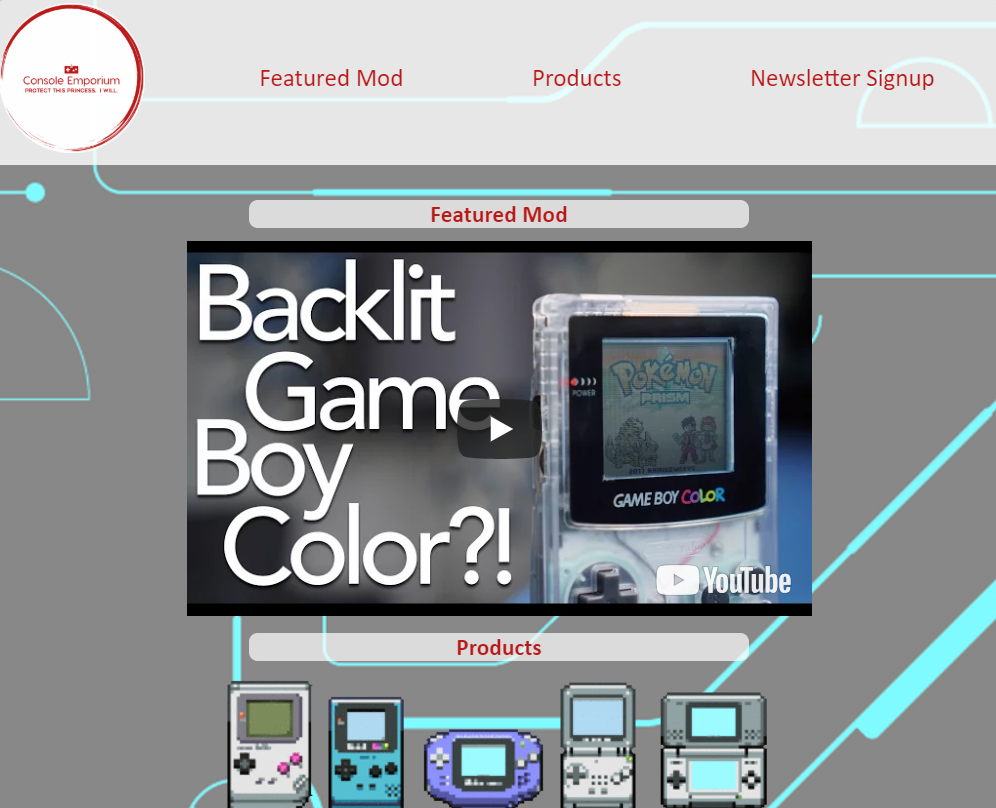 Console Emporium
PROTECT THIS PRINCESS. I WILL.
Featured Mod
Products
Newsletter Signup
Featured Mod
Backlit
Game
Boy
Color?!
POKéMON
PRISM
POWER
GAME BOY COLOR
YouTube
Products